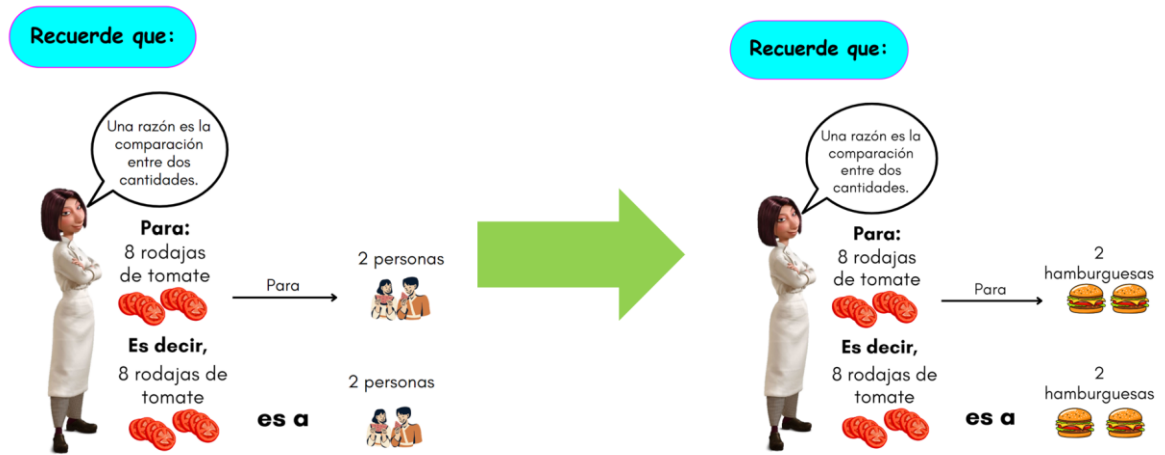 Recuerde que:
Una razón es la
comparación
entre dos
cantidades.
Para:
8 rodajas
de tomate
Para
2 personas
Es decir,
8 rodajas de
tomate
es a
2 personas
Recuerde que:
Una razón es la
comparación
entre dos
cantidades.
Para:
8 rodajas
de tomate
Para
2
hamburguesas
Es decir,
8 rodajas de
tomate
es a
2
hamburguesas